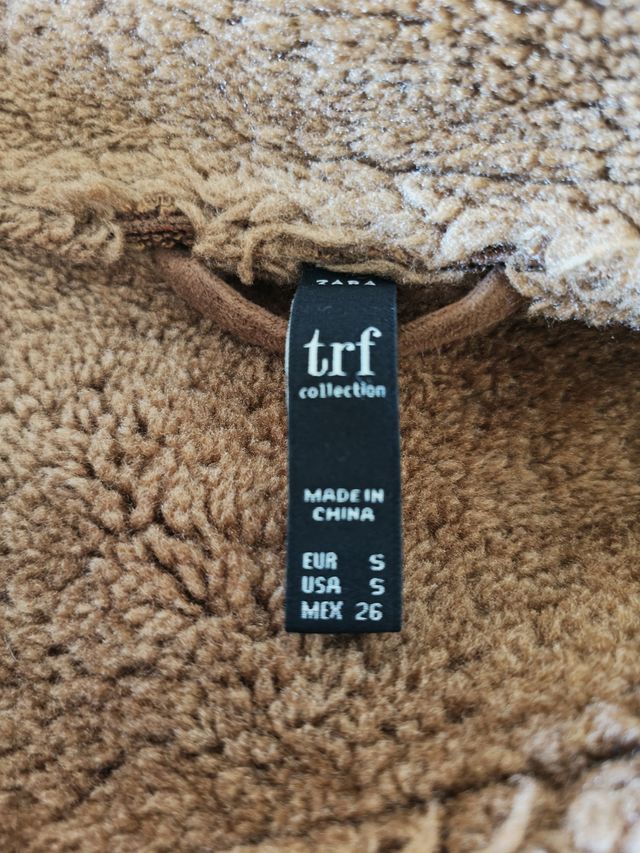 ZARA
trf
collection
MADE IN
CHINA
EUR S
USA S
MEX 26